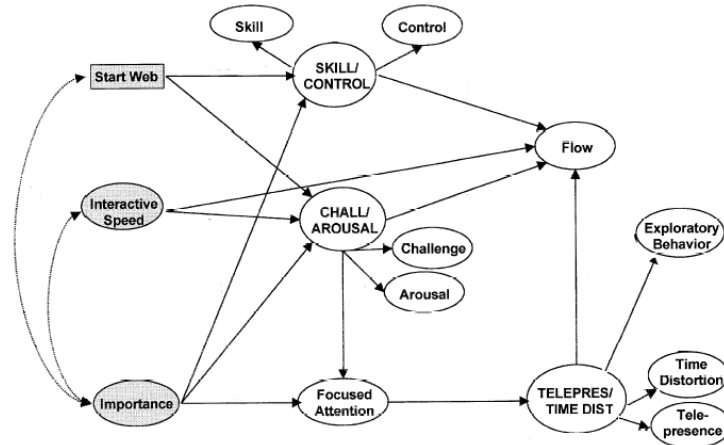 Skill
Control
Start Web
SKILL/
CONTROL
Flow
Interactive
Speed
CHALL/
AROUSAL
Exploratory
Behavior
Challenge
Arousal
Importance
Focused
Attention
TELEPRES/
TIME DIST
Time
Distortion
Tele-
presence